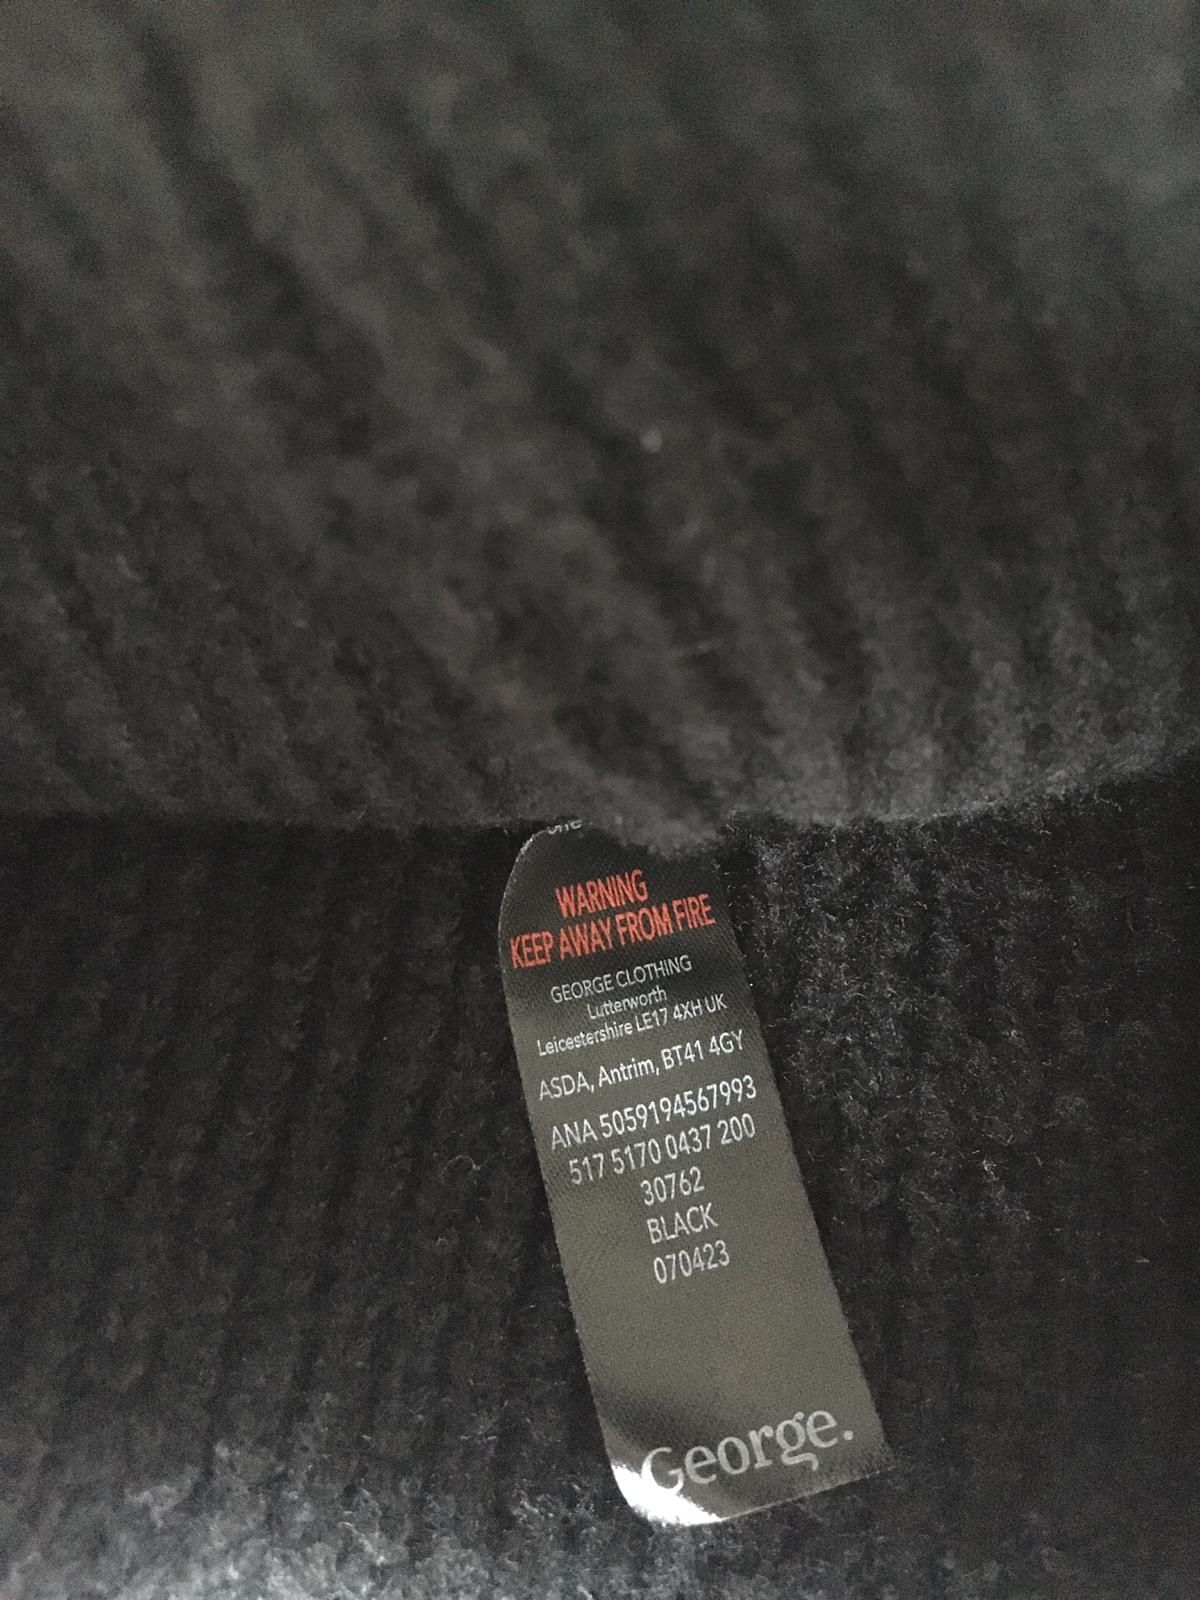 one
WARNING
KEEP AWAY FROM FIRE
GEORGE CLOTHING
Lutterworth
Leicestershire LE17 4XH UK
ASDA, Antrim, BT41 4GY
ANA 5059194567993
517 5170 0437 200
30762
BLACK
070423
George.